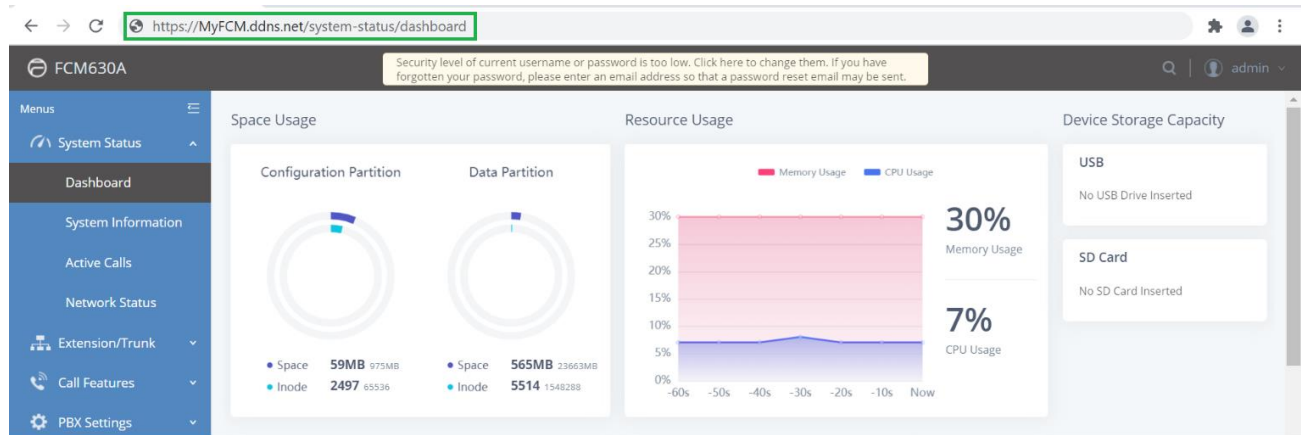 https://MyFCM.ddns.net/system-status/dashboard
FCM630A
Security level of current username or password is too low. Click here to change them. If you have
forgotten your password, please enter an email address so that a password reset email may be sent.
admin
Menus
System Status
Dashboard
System Information
Active Calls
Network Status
Extension/Trunk
Call Features
PBX Settings
Space Usage
Configuration Partition
Data Partition
Space 59MB 975MB
Inode 2497 65536
Space 565MB 23663MB
Inode 5514 1548288
Resource Usage
Memory Usage
CPU Usage
30%
25%
20%
15%
10%
5%
0%
-60s -50s -40s -30s -20s -10s Now
30%
Memory Usage
7%
CPU Usage
Device Storage Capacity
USB
No USB Drive Inserted
SD Card
No SD Card Inserted